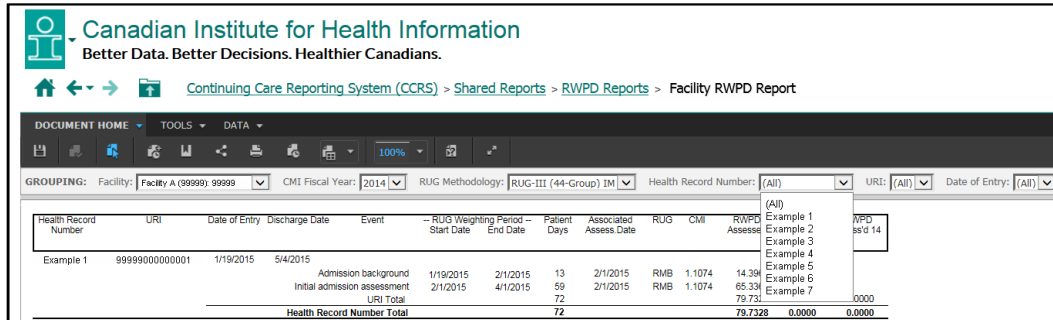 Canadian Institute for Health Information
Better Data. Better Decisions. Healthier Canadians.
Continuing Care Reporting System (CCRS) > Shared Reports > RWPD Reports > Facility RWPD Report
DOCUMENT HOME TOOLS DATA
100%
GROUPING: Facility: Facility A (99999): 99999 CMI Fiscal Year: 2014 RUG Methodology: RUG-III (44-Group) IM Health Record Number: (All) URI: (All) Date of Entry: (All)
(All)
Example 1
Example 2
Example 3
Example 4
Example 5
Example 6
Example 7
Health Record Number URI Date of Entry Discharge Date Event -- RUG Weighting Period -- Patient Associated RUG CMI RWPD
Start Date End Date Days Assess.Date
Example 1 99999000000001 1/19/2015 5/4/2015
Admission background 1/19/2015 2/1/2015 13 2/1/2015 RMB 1.1074
Initial admission assessment 2/1/2015 4/1/2015 59 2/1/2015 RMB 1.1074
URI Total 72
Health Record Number Total 72 79.7328 0.0000 0.0000